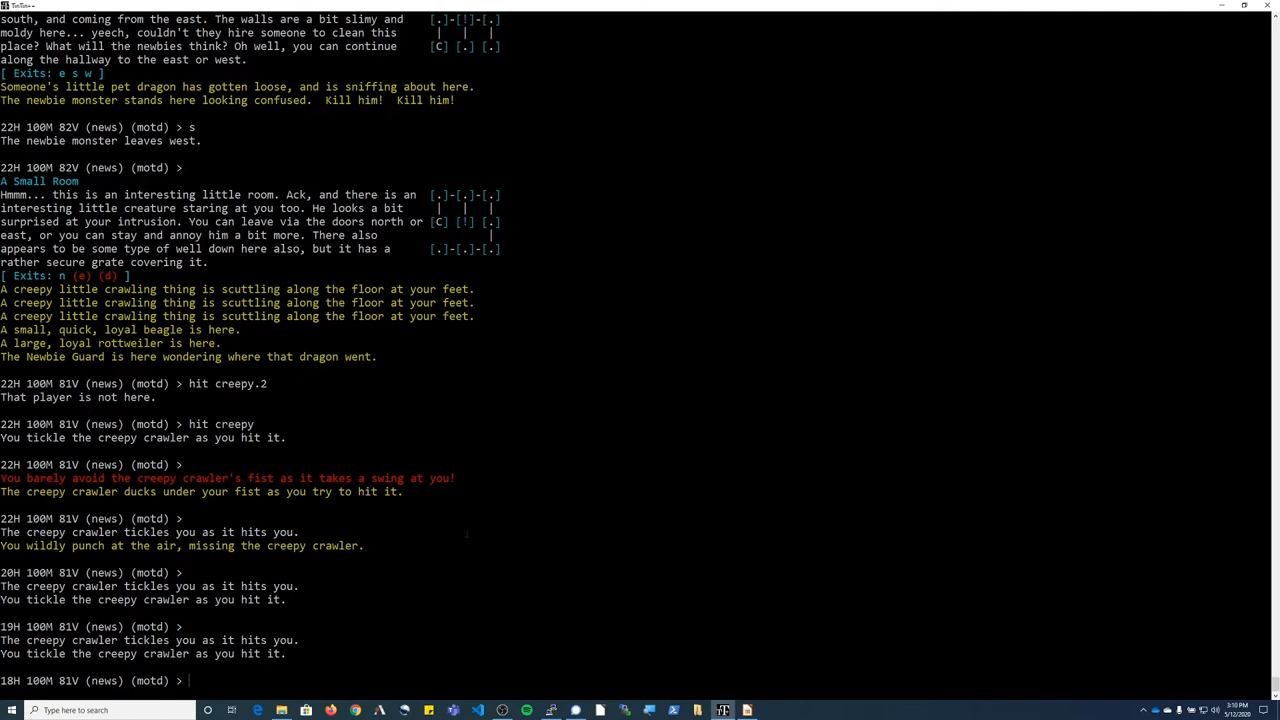 TinTin++
south, and coming from the east. The walls are a bit slimy and [.]-[!]-[.]
moldy here... yeech, couldn't they hire someone to clean this | | |
place? What will the newbies think? Oh well, you can continue [C] [.] [.]
along the hallway to the east or west.
[ Exits: e s w ]
Someone's little pet dragon has gotten loose, and is sniffing about here.
The newbie monster stands here looking confused.  Kill him!  Kill him!
22H 100M 82V (news) (motd) > s
The newbie monster leaves west.
22H 100M 82V (news) (motd) >
A Small Room
Hmmm... this is an interesting little room. Ack, and there is an [.]-[.]-[.]
interesting little creature staring at you too. He looks a bit | | |
surprised at your intrusion. You can leave via the doors north or [C] [!] [.]
east, or you can stay and annoy him a bit more. There also |
appears to be some type of well down here also, but it has a [.]-[.]-[.]
rather secure grate covering it.
[ Exits: n (e) (d) ]
A creepy little crawling thing is scuttling along the floor at your feet.
A creepy little crawling thing is scuttling along the floor at your feet.
A creepy little crawling thing is scuttling along the floor at your feet.
A small, quick, loyal beagle is here.
A large, loyal rottweiler is here.
The Newbie Guard is here wondering where that dragon went.
22H 100M 81V (news) (motd) > hit creepy.2
That player is not here.
22H 100M 81V (news) (motd) > hit creepy
You tickle the creepy crawler as you hit it.
22H 100M 81V (news) (motd) >
You barely avoid the creepy crawler's fist as it takes a swing at you!
The creepy crawler ducks under your fist as you try to hit it.
22H 100M 81V (news) (motd) >
The creepy crawler tickles you as it hits you.
You wildly punch at the air, missing the creepy crawler.
20H 100M 81V (news) (motd) >
The creepy crawler tickles you as it hits you.
You tickle the creepy crawler as you hit it.
19H 100M 81V (news) (motd) >
The creepy crawler tickles you as it hits you.
You tickle the creepy crawler as you hit it.
18H 100M 81V (news) (motd) >
Type here to search
3:10 PM
5/12/2020